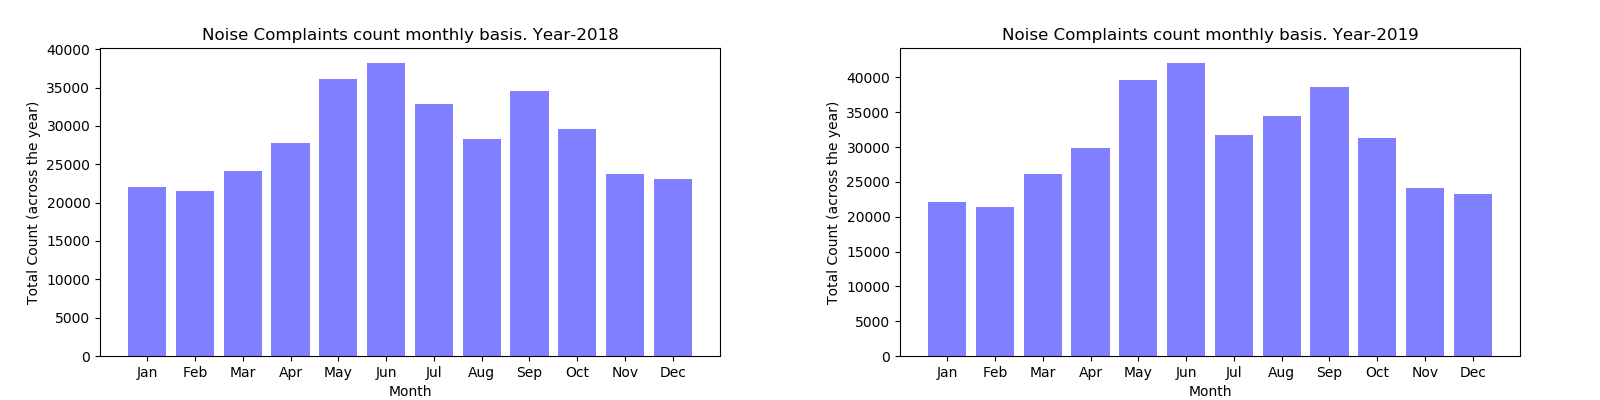 Noise Complaints count monthly basis. Year-2018
Total Count (across the year)
40000
35000
30000
25000
20000
15000
10000
5000
0
Jan Feb Mar Apr May Jun Jul Aug Sep Oct Nov Dec
Month
Noise Complaints count monthly basis. Year-2019
Total Count (across the year)
40000
35000
30000
25000
20000
15000
10000
5000
0
Jan Feb Mar Apr May Jun Jul Aug Sep Oct Nov Dec
Month